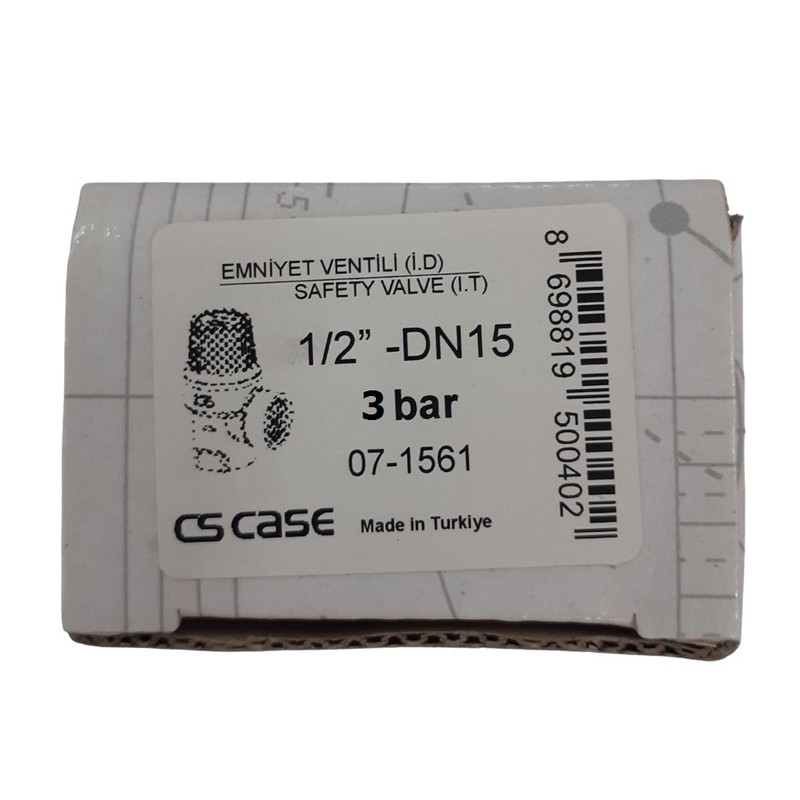 EMNİYET VENTİLİ (İ.D)
SAFETY VALVE (I.T)
1/2” -DN15
3 bar
07-1561
CS CASE
Made in Turkiye
8 698819 500402
-5-